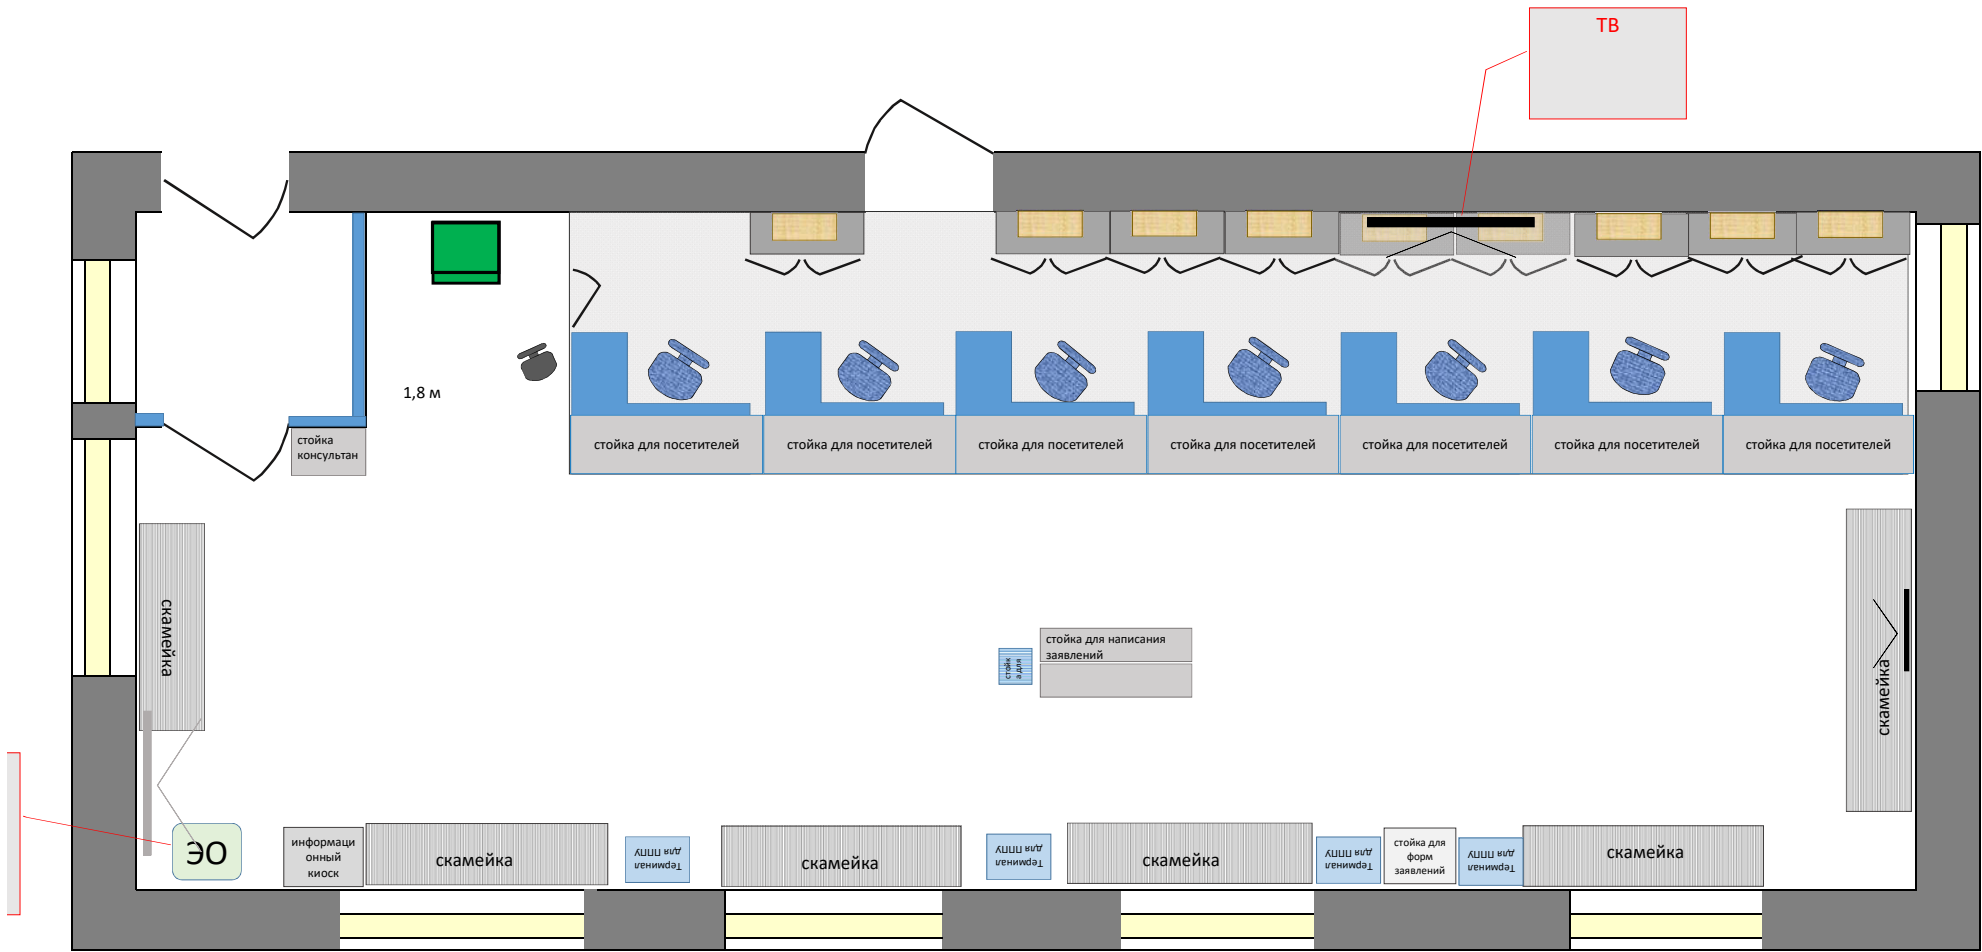 ТВ
1,8 м
стойка
консультан
стойка для посетителей
стойка для посетителей
стойка для посетителей
стойка для посетителей
стойка для посетителей
стойка для посетителей
стойка для посетителей
скамейка
стойк
а для
стойка для написания
заявлений
скамейка
ЭО
информаци
онный
киоск
скамейка
Терминал
для ППУ
скамейка
Терминал
для ППУ
скамейка
Терминал
для ППУ
стойка для
форм
заявлений
Терминал
для ППУ
скамейка